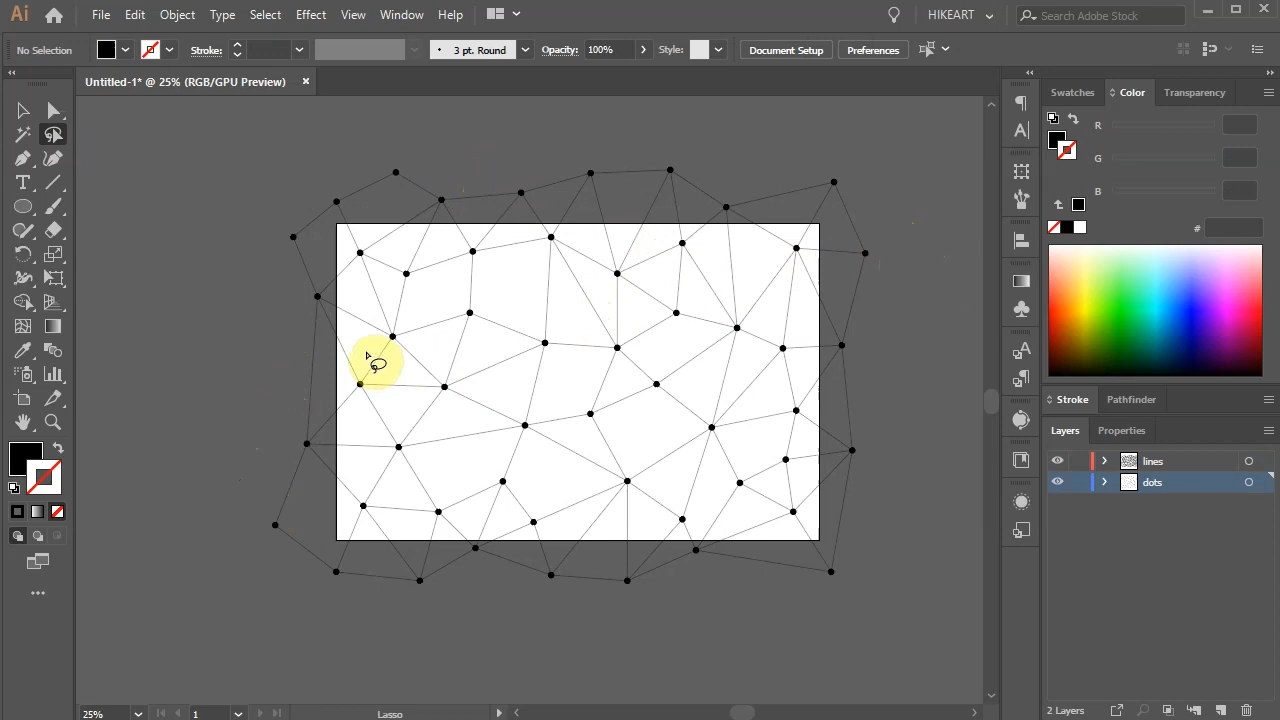 Ai File Edit Object Type Select Effect View Window Help HIKEART Search Adobe Stock
No Selection Stroke: 3 pt. Round Opacity: 100% Style: Document Setup Preferences
Untitled-1* @ 25% (RGB/GPU Preview) ×
Swatches Color Transparency
R
G
B
#
Stroke Pathfinder
Layers Properties
lines
dots
25% 1 Lasso
2 Layers